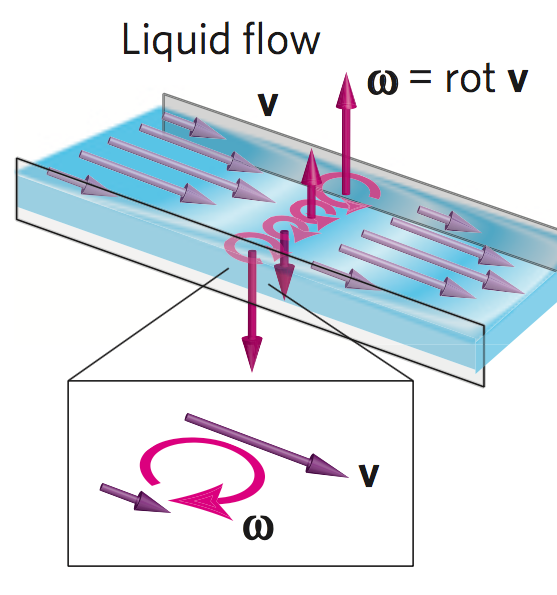 Liquid flow
v
ω = rot v
v
ω